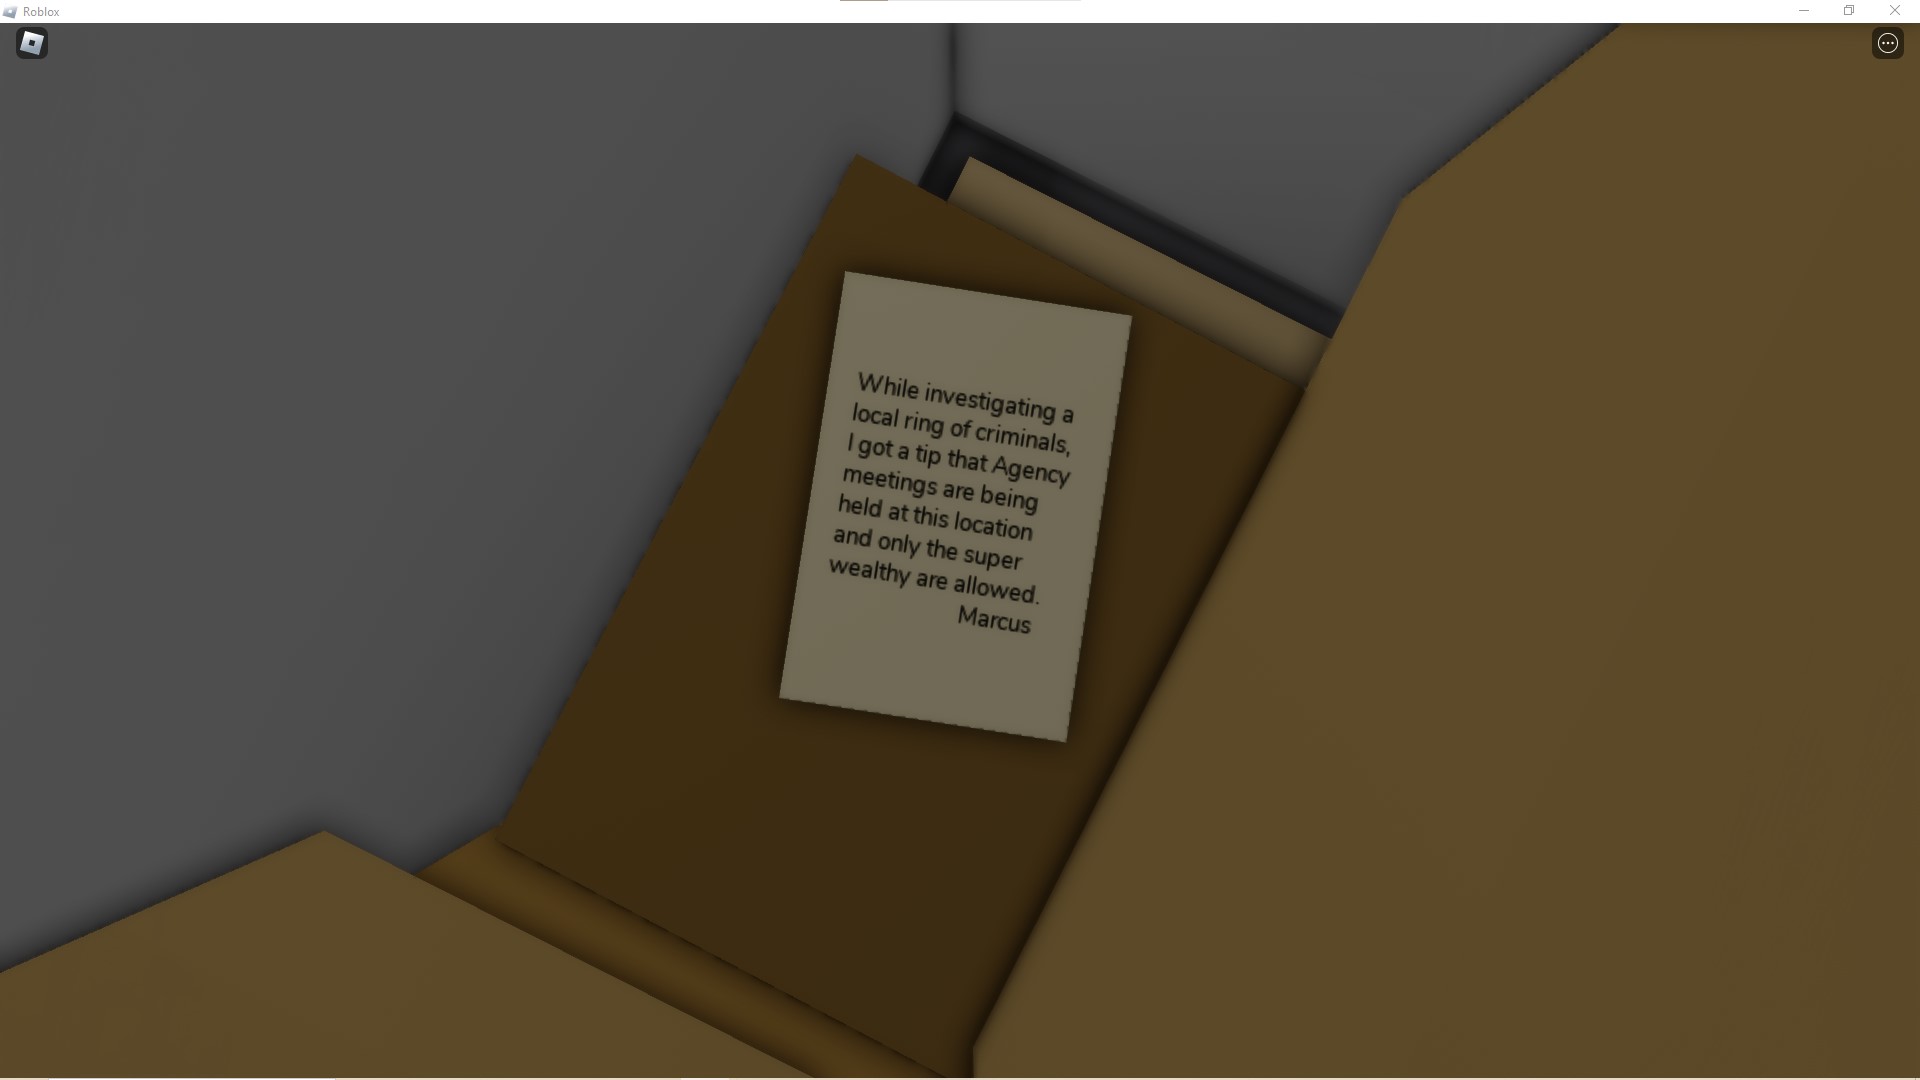 Roblox
While investigating a
local ring of criminals,
I got a tip that Agency
meetings are being
held at this location
and only the super
wealthy are allowed.
Marcus